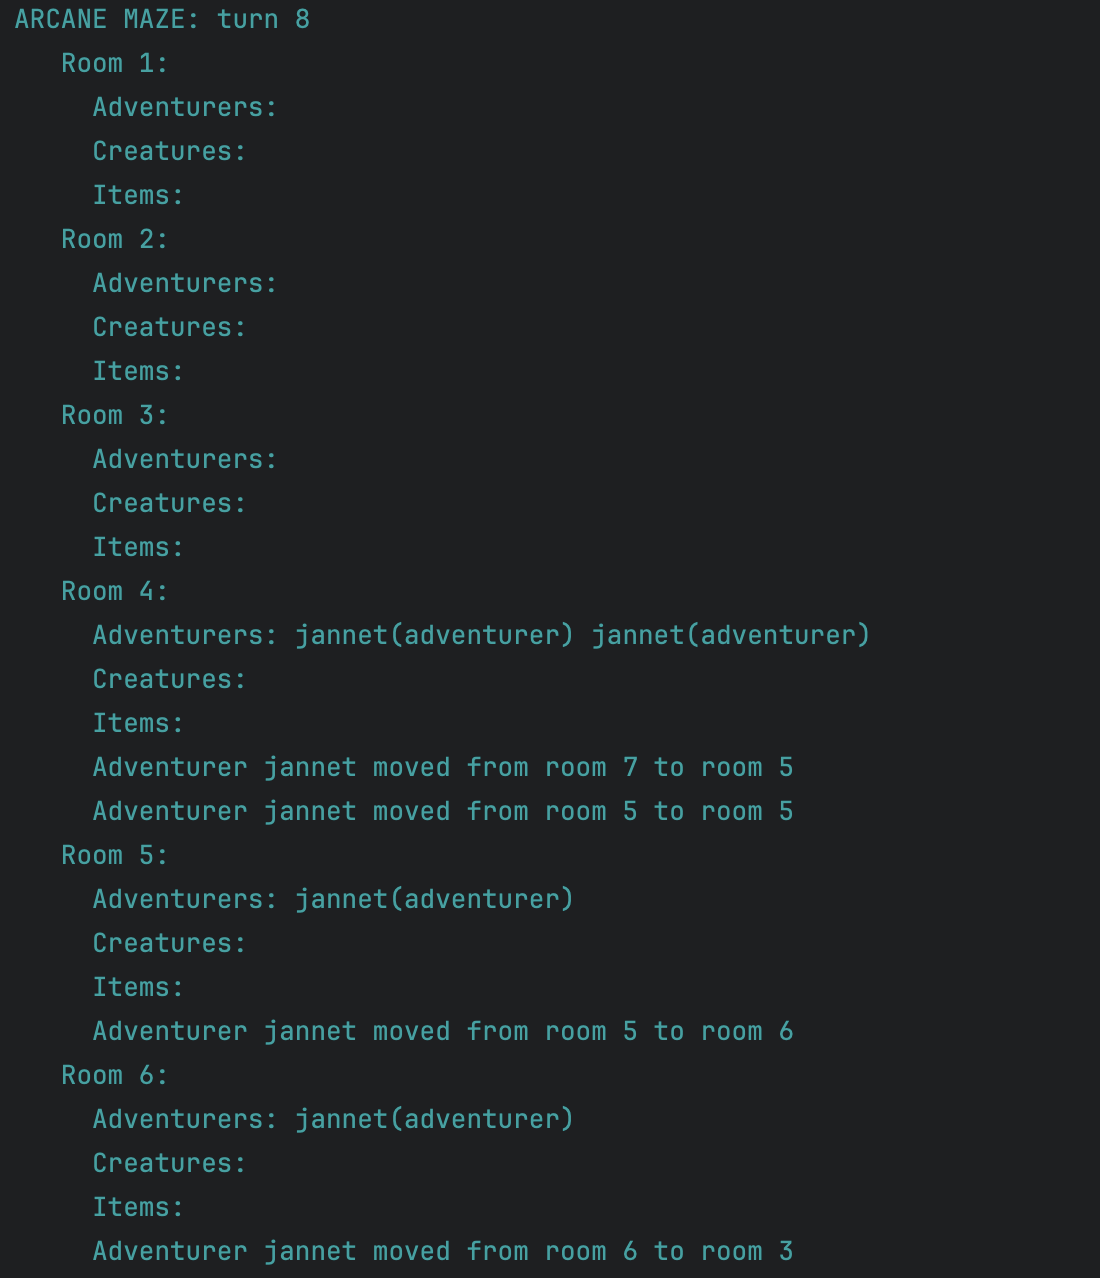 ARCANE MAZE: turn 8
Room 1:
Adventurers:
Creatures:
Items:
Room 2:
Adventurers:
Creatures:
Items:
Room 3:
Adventurers:
Creatures:
Items:
Room 4:
Adventurers: jannet(adventurer) jannet(adventurer)
Creatures:
Items:
Adventurer jannet moved from room 7 to room 5
Adventurer jannet moved from room 5 to room 5
Room 5:
Adventurers: jannet(adventurer)
Creatures:
Items:
Adventurer jannet moved from room 5 to room 6
Room 6:
Adventurers: jannet(adventurer)
Creatures:
Items:
Adventurer jannet moved from room 6 to room 3